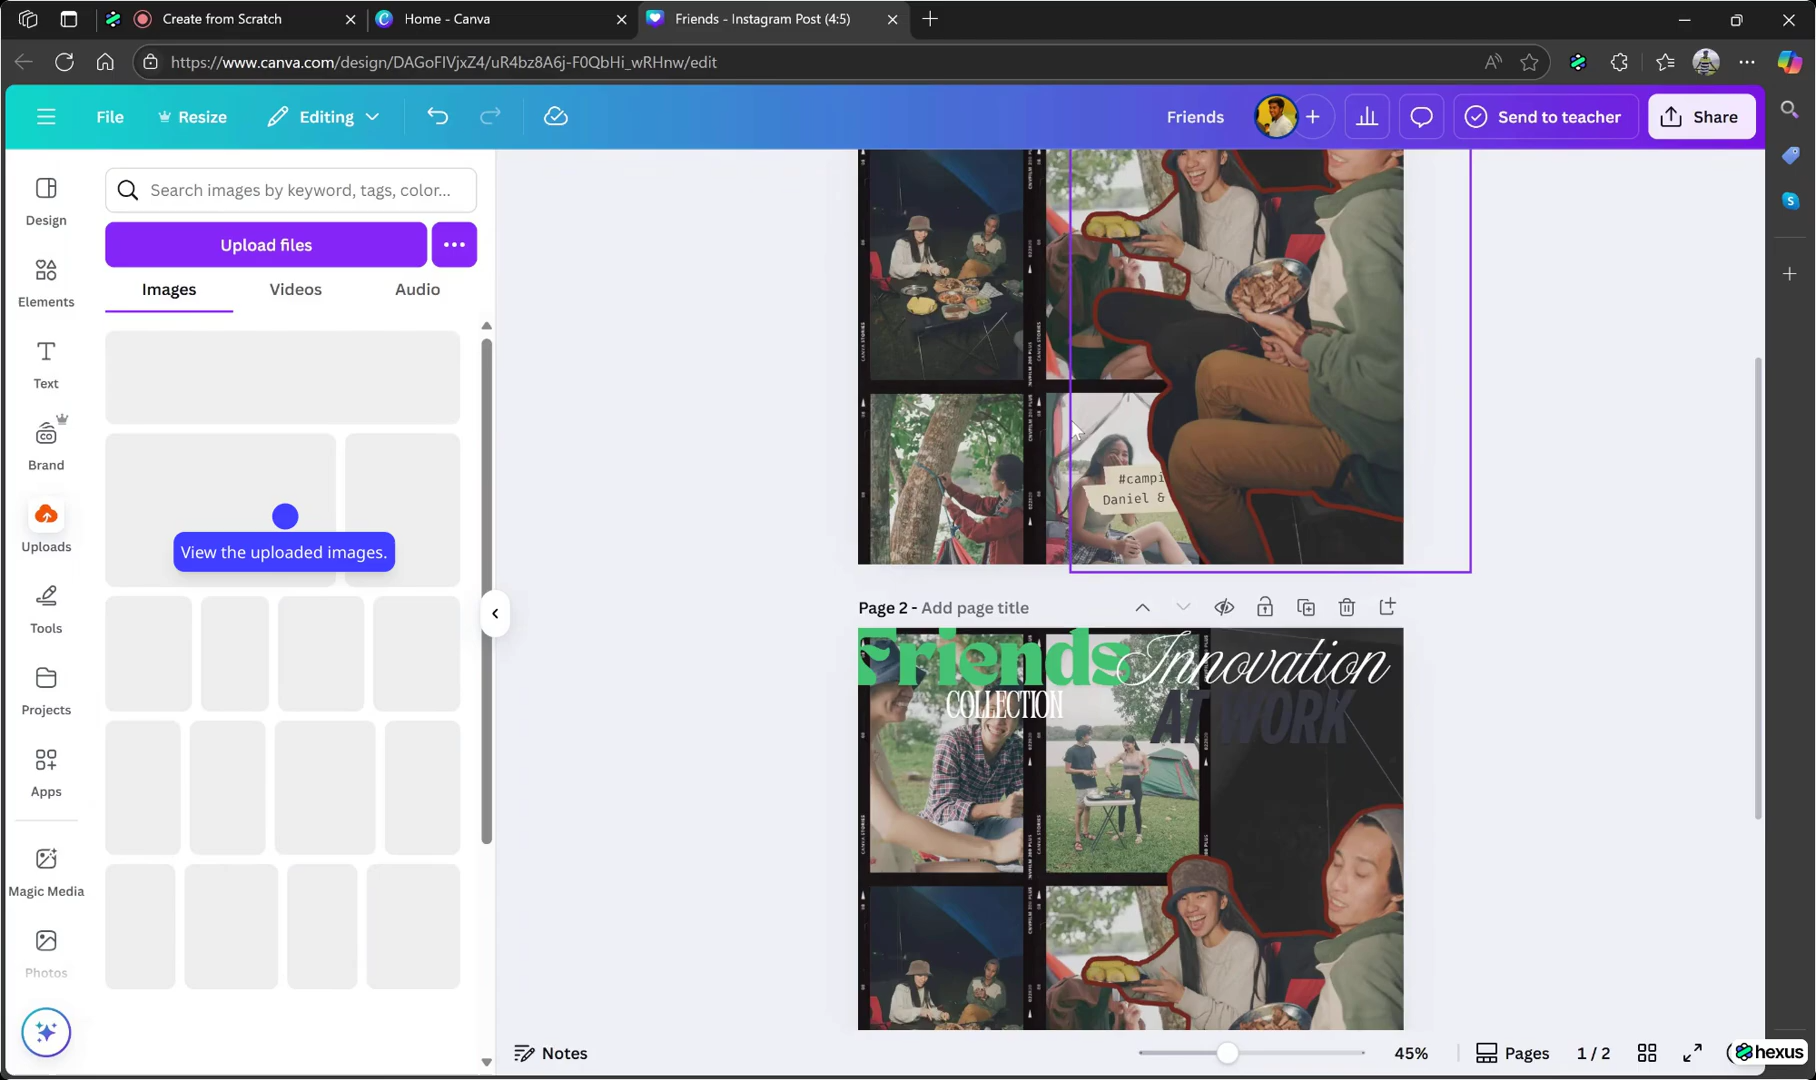 Create from Scratch
Home - Canva
Friends - Instagram Post (4:5)
https://www.canva.com/design/DAGoFIVjxZ4/uR4bz8A6j-F0QbHi_wRHnw/edit
File
Resize
Editing
Friends
Send to teacher
Share
Design
Elements
Text
Brand
Uploads
Tools
Projects
Apps
Magic Media
Photos
Search images by keyword, tags, color...
Upload files
Images
Videos
Audio
View the uploaded images.
#campi
Daniel &
Page 2 - Add page title
Friends
COLLECTION
Innovation
AT WORK
Notes
45%
Pages
1 / 2
hexus